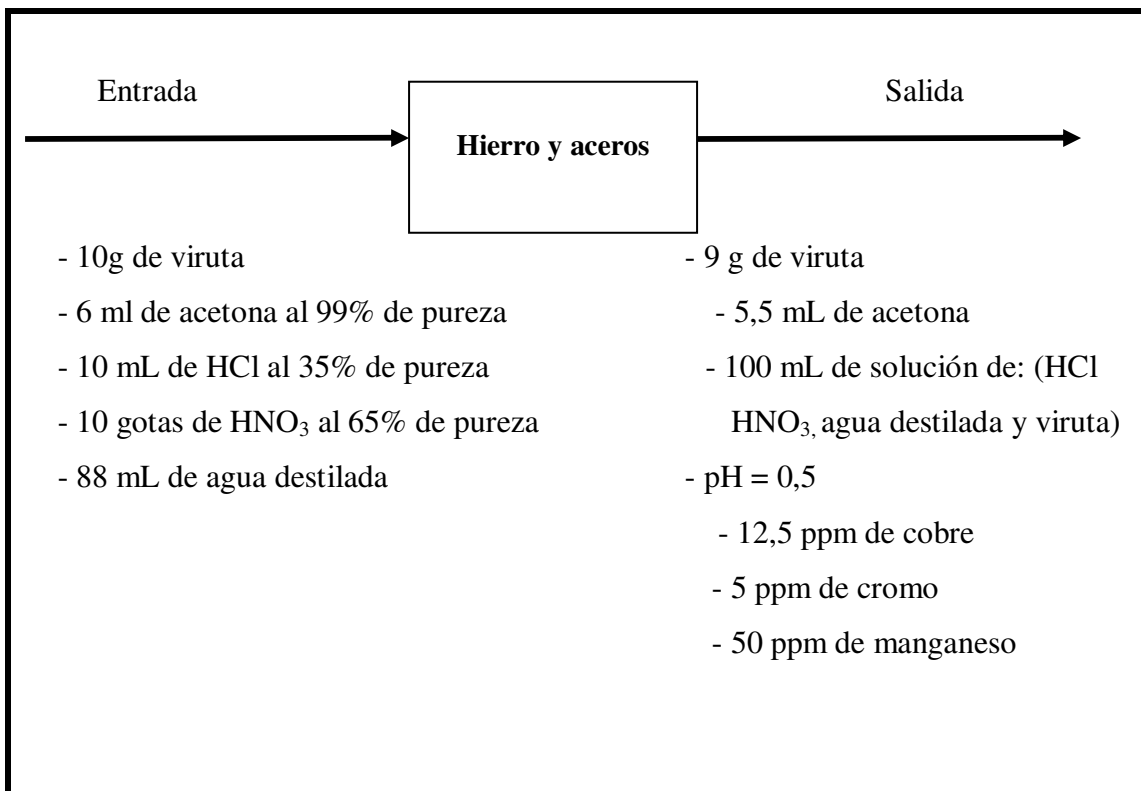 Entrada
Hierro y aceros
Salida
- 10g de viruta
- 6 ml de acetona al 99% de pureza
- 10 mL de HCl al 35% de pureza
- 10 gotas de HNO₃ al 65% de pureza
- 88 mL de agua destilada
- 9 g de viruta
- 5,5 mL de acetona
- 100 mL de solución de: (HCl
HNO₃, agua destilada y viruta)
- pH = 0,5
- 12,5 ppm de cobre
- 5 ppm de cromo
- 50 ppm de manganeso